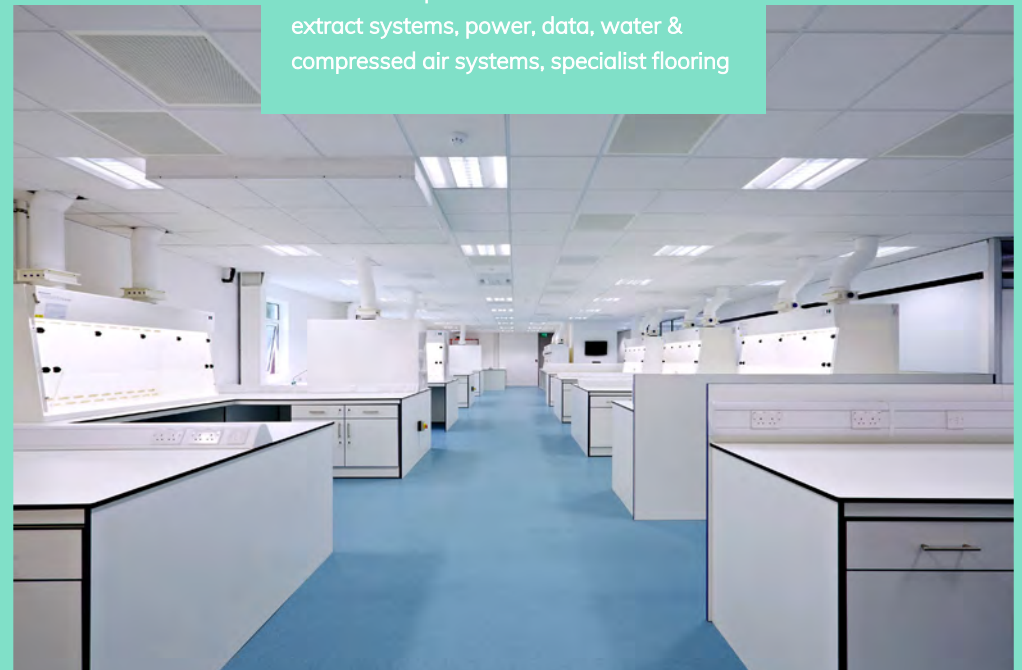 extract systems, power, data, water &
compressed air systems, specialist flooring